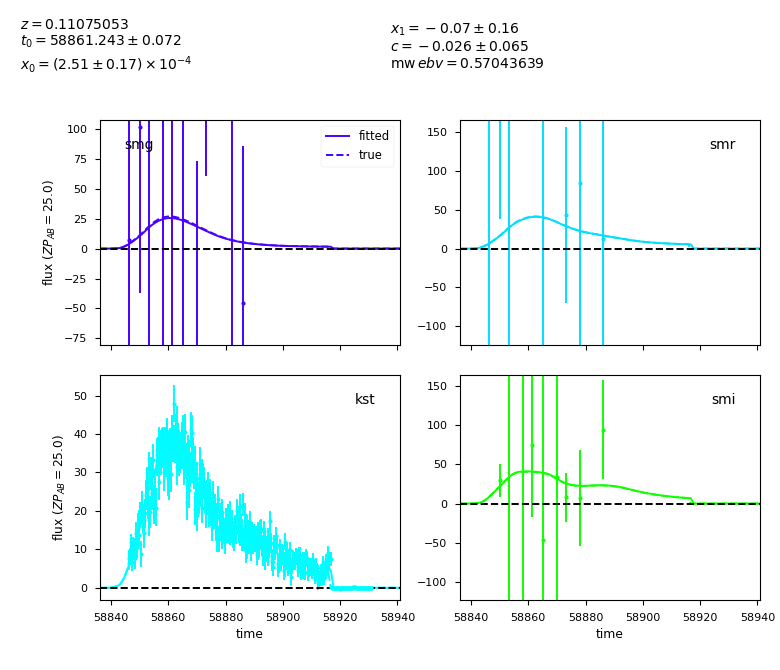 z = 0.11075053
t₀ = 58861.243 ± 0.072
x₀ = (2.51 ± 0.17) × 10⁻⁴
x₁ = −0.07 ± 0.16
c = −0.026 ± 0.065
mw ebv = 0.57043639
smg
fitted
true
100
75
50
25
0
−25
−50
−75
flux (ZP_AB = 25.0)
smr
150
100
50
0
−50
−100
kst
50
40
30
20
10
0
flux (ZP_AB = 25.0)
58840 58860 58880 58900 58920 58940
time
smi
150
100
50
0
−50
−100
58840 58860 58880 58900 58920 58940
time